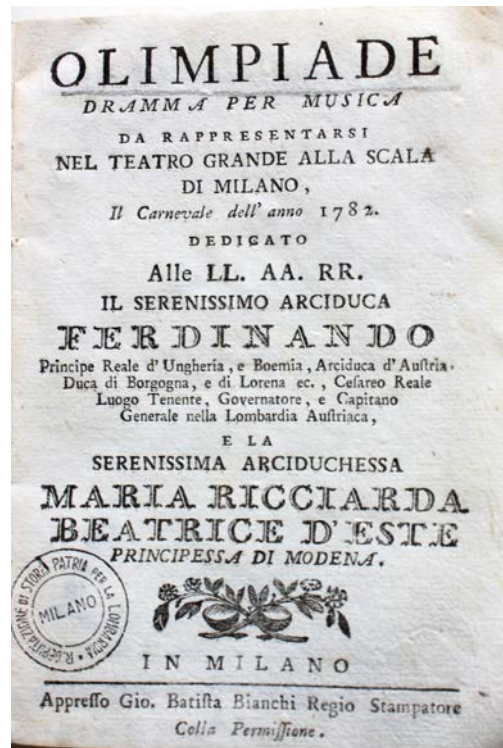 OLIMPIADE
DRAMMA PER MUSICA
DA RAPPRESENTARSI
NEL TEATRO GRANDE ALLA SCALA
DI MILANO,
Il Carnevale dell' anno 1782.
DEDICATO
Alle LL. AA. RR.
IL SERENISSIMO ARCIDUCA
FERDINANDO
Principe Reale d' Ungheria, e Boemia, Arciduca d' Auſtria,
Duca di Borgogna, e di Lorena ec., Ceſareo Reale
Luogo Tenente, Governatore, e Capitano
Generale nella Lombardia Auſtriaca,
E LA
SERENISSIMA ARCIDUCHESSA
MARIA RICCIARDA
BEATRICE D'ESTE
PRINCIPESSA DI MODENA.
R. DEPUTAZIONE DI STORIA PATRIA PER LA LOMBARDIA
MILANO
IN MILANO
Appreſſo Gio. Batiſta Bianchi Regio Stampatore
Colla Permiſſione.